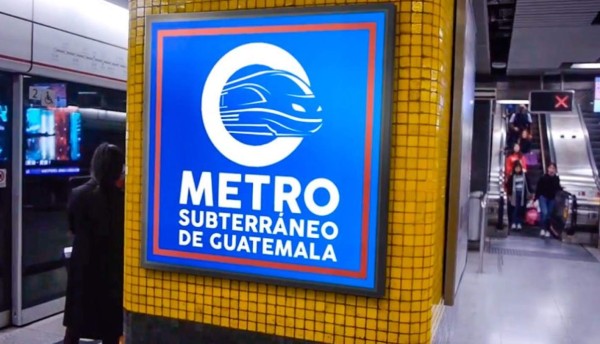 METRO
SUBTERRÁNEO
DE GUATEMALA